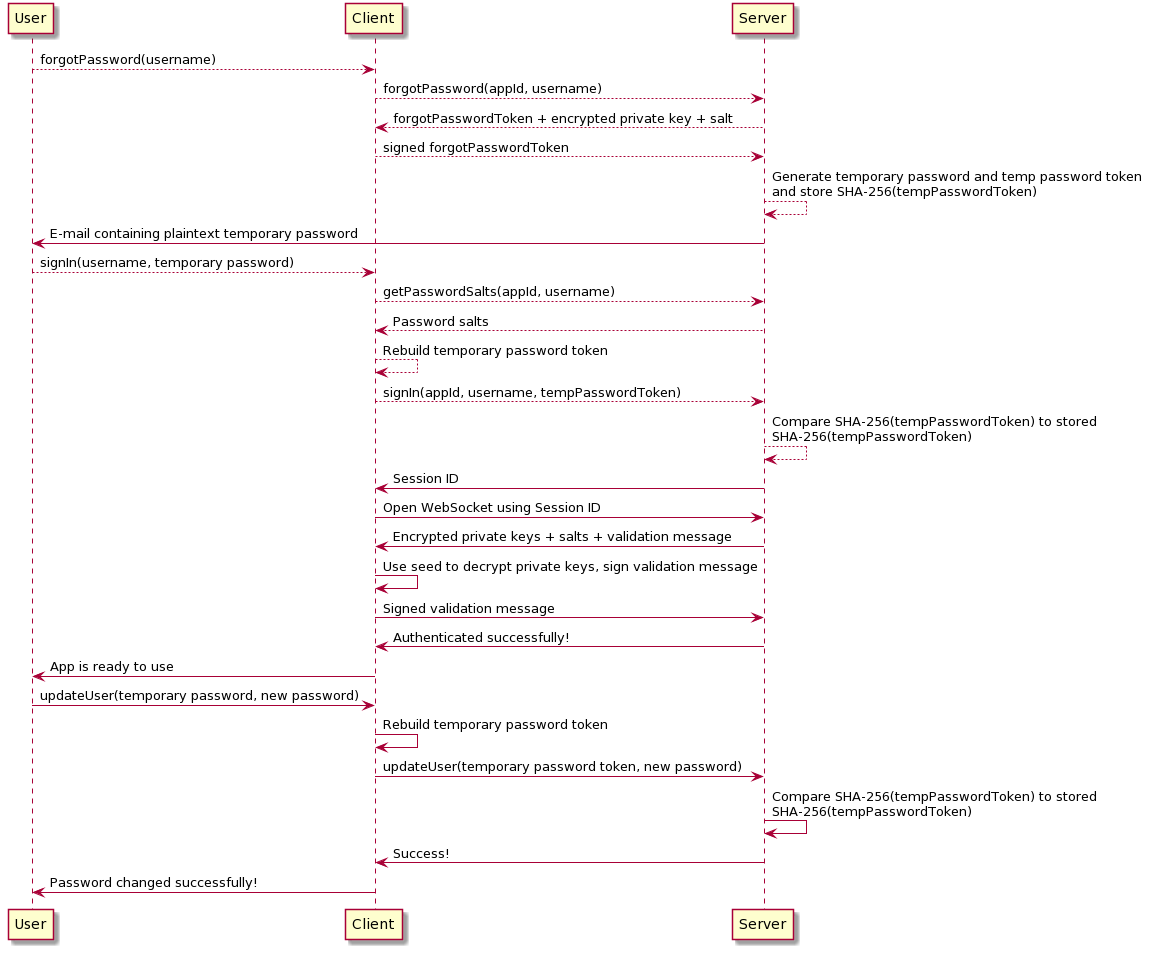 User
Client
Server
forgotPassword(username)
forgotPassword(appId, username)
forgotPasswordToken + encrypted private key + salt
signed forgotPasswordToken
Generate temporary password and temp password token
and store SHA-256(tempPasswordToken)
E-mail containing plaintext temporary password
signIn(username, temporary password)
getPasswordSalts(appId, username)
Password salts
Rebuild temporary password token
signIn(appId, username, tempPasswordToken)
Compare SHA-256(tempPasswordToken) to stored
SHA-256(tempPasswordToken)
Session ID
Open WebSocket using Session ID
Encrypted private keys + salts + validation message
Use seed to decrypt private keys, sign validation message
Signed validation message
Authenticated successfully!
App is ready to use
updateUser(temporary password, new password)
Rebuild temporary password token
updateUser(temporary password token, new password)
Compare SHA-256(tempPasswordToken) to stored
SHA-256(tempPasswordToken)
Success!
Password changed successfully!
User
Client
Server